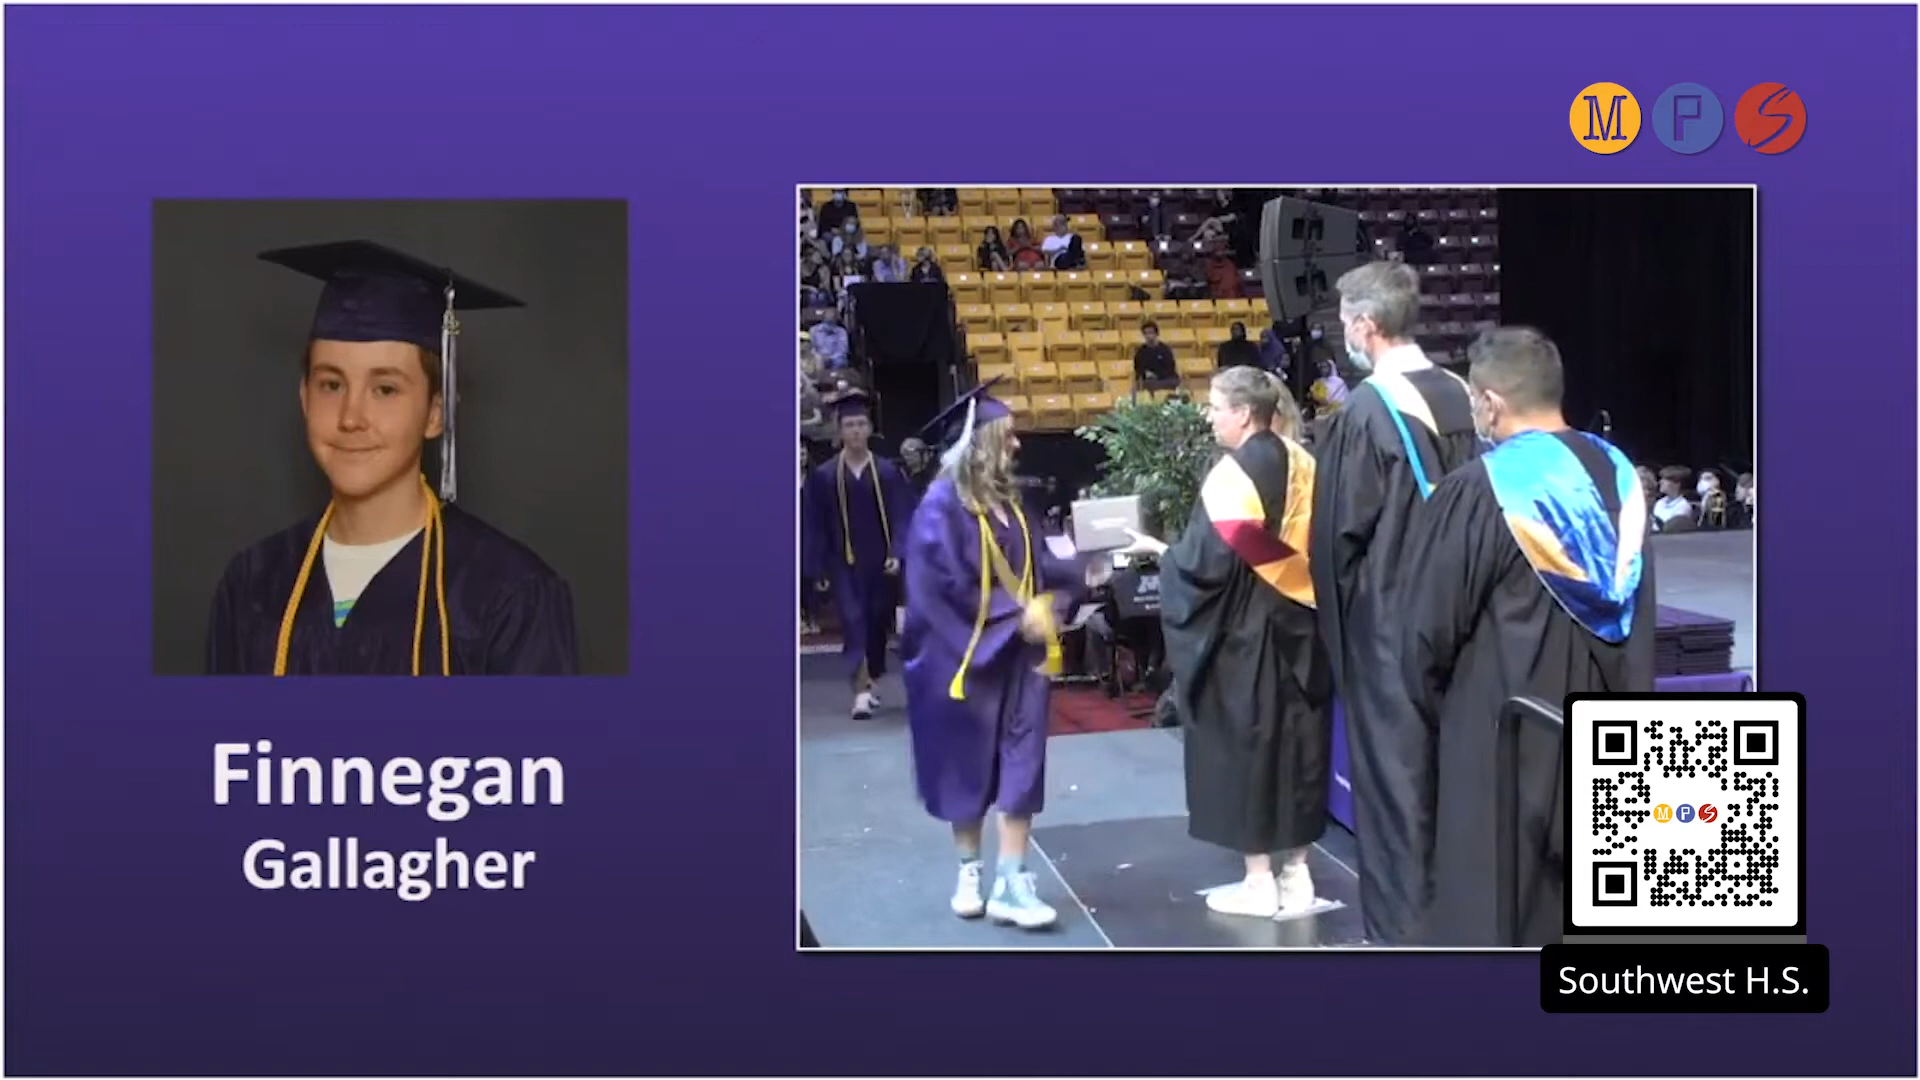 M P S
Finnegan
Gallagher
M P S
Southwest H.S.